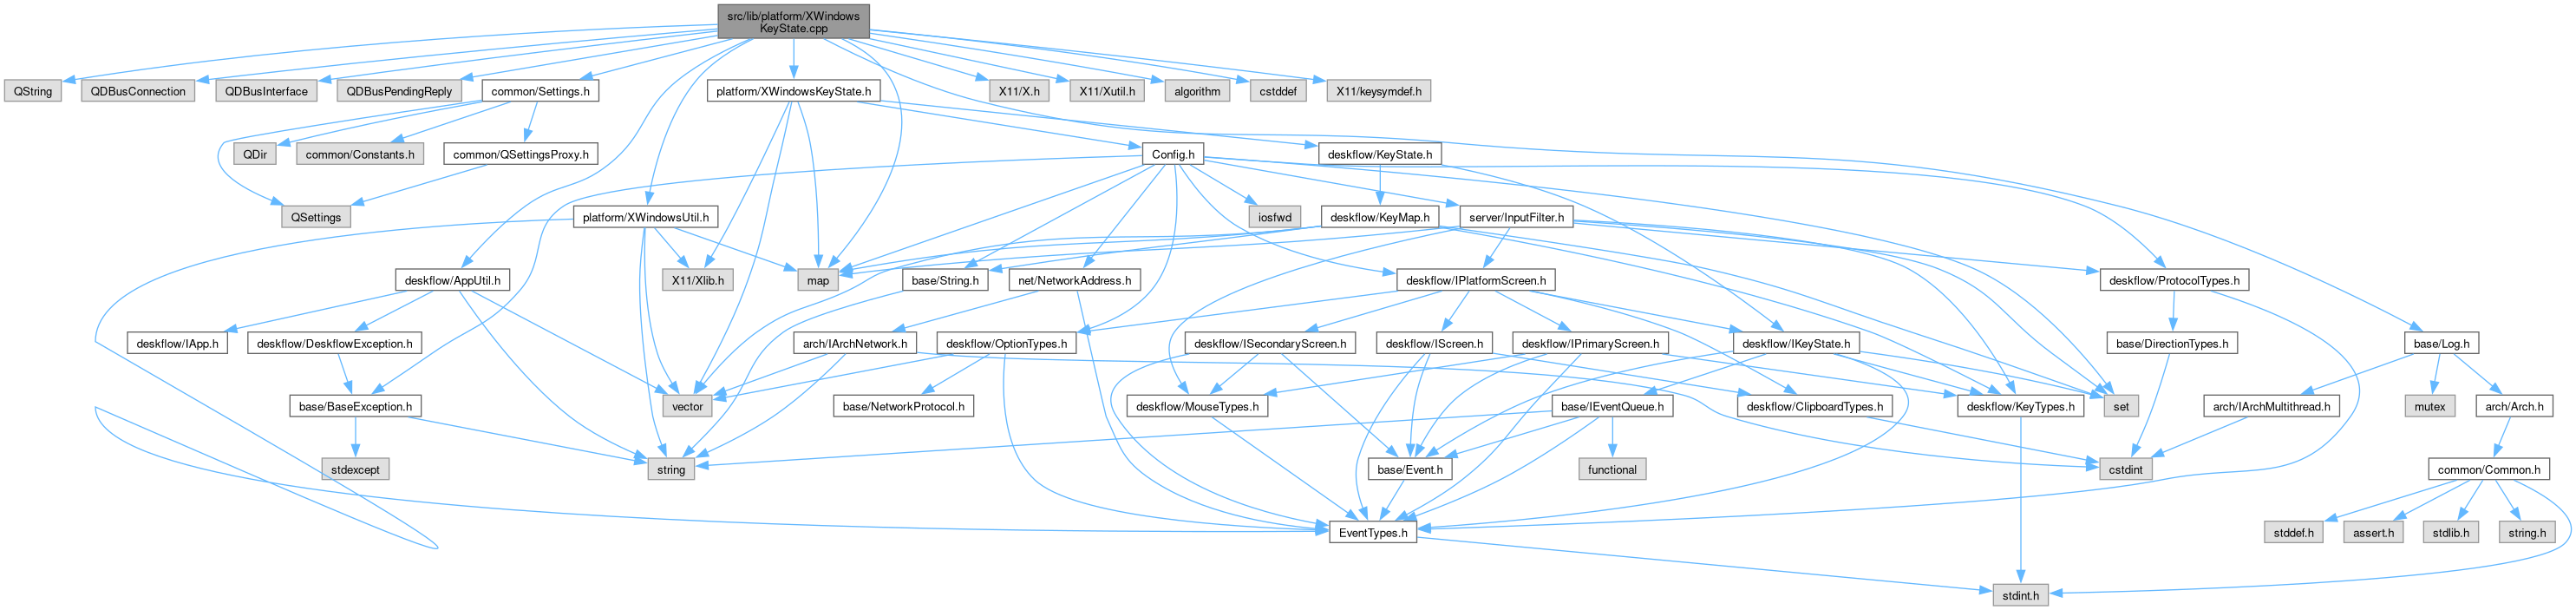 src/lib/platform/XWindows
KeyState.cpp
QString
QDBusConnection
QDBusInterface
QDBusPendingReply
common/Settings.h
platform/XWindowsKeyState.h
X11/X.h
X11/Xutil.h
algorithm
cstddef
X11/keysymdef.h
QDir
common/Constants.h
common/QSettingsProxy.h
Config.h
deskflow/KeyState.h
QSettings
platform/XWindowsUtil.h
iosfwd
deskflow/KeyMap.h
server/InputFilter.h
deskflow/AppUtil.h
X11/Xlib.h
map
base/String.h
net/NetworkAddress.h
deskflow/IPlatformScreen.h
deskflow/ProtocolTypes.h
deskflow/IApp.h
deskflow/DeskflowException.h
arch/IArchNetwork.h
deskflow/OptionTypes.h
deskflow/ISecondaryScreen.h
deskflow/IScreen.h
deskflow/IPrimaryScreen.h
deskflow/IKeyState.h
base/DirectionTypes.h
base/Log.h
base/BaseException.h
vector
base/NetworkProtocol.h
deskflow/MouseTypes.h
base/IEventQueue.h
deskflow/ClipboardTypes.h
deskflow/KeyTypes.h
set
arch/IArchMultithread.h
mutex
arch/Arch.h
stdexcept
string
base/Event.h
functional
cstdint
common/Common.h
EventTypes.h
stddef.h
assert.h
stdlib.h
string.h
stdint.h